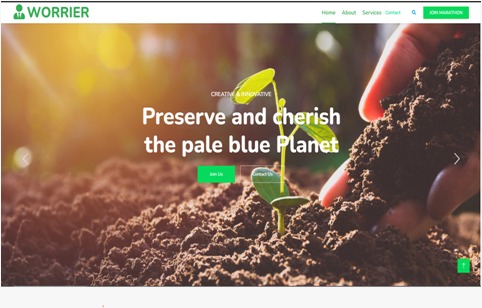 WORRIER
Home About Services Contact JOIN MARATHON
CREATIVE & INNOVATIVE
Preserve and cherish
the pale blue Planet
Join Us Contact Us